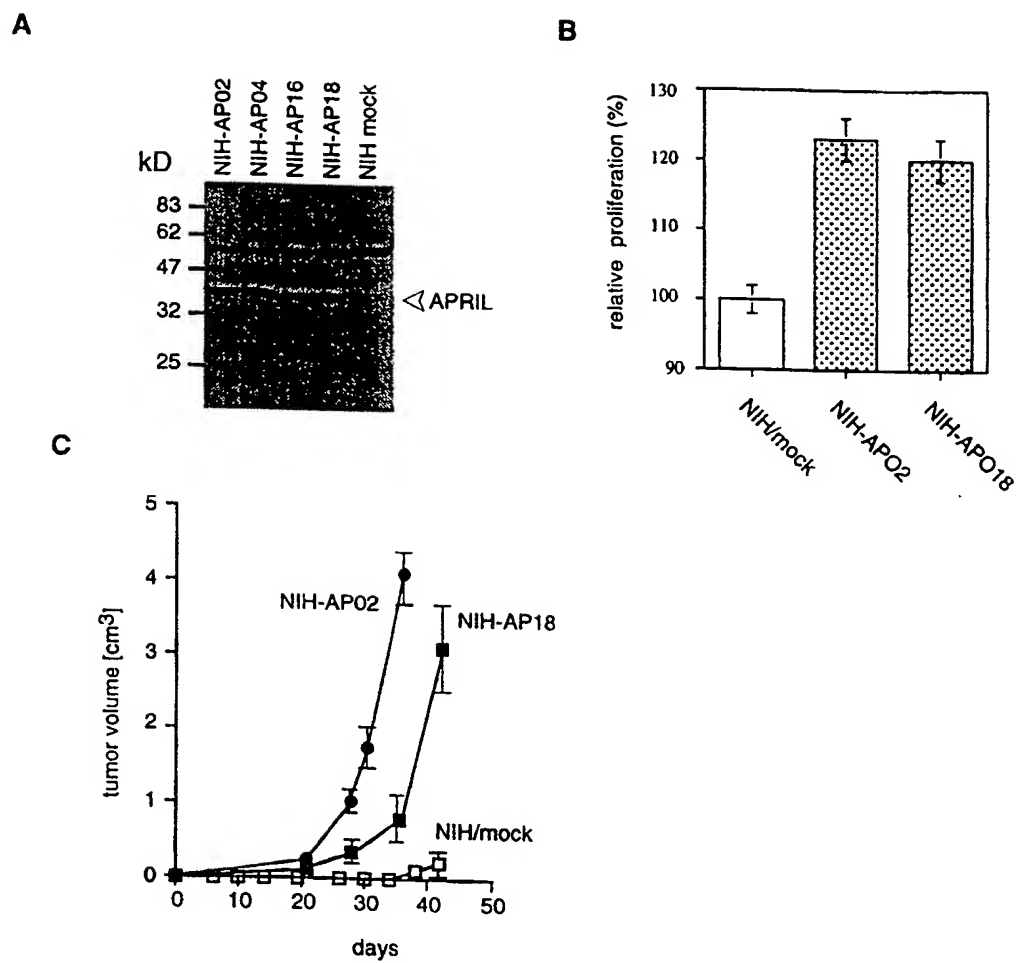 A
NIH-AP02
NIH-AP04
NIH-AP16
NIH-AP18
NIH mock
kD
83
62
47
32
25
APRIL
B
relative proliferation (%)
130
120
110
100
90
NIH/mock
NIH-APO2
NIH-APO18
C
tumor volume [cm3]
5
4
3
2
1
0
NIH-AP02
NIH-AP18
NIH/mock
0 10 20 30 40 50
days